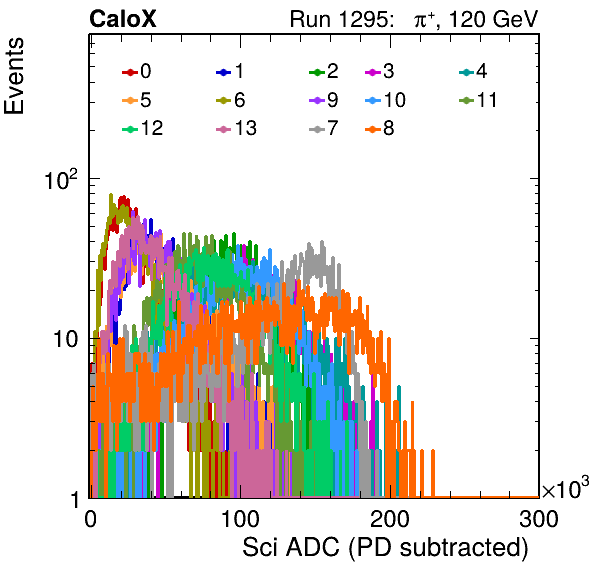 CaloX Run 1295: π⁺, 120 GeV
Events
0 1 2 3 4
5 6 9 10 11
12 13 7 8
10²
10
1
0 100 200 300
×10³
Sci ADC (PD subtracted)